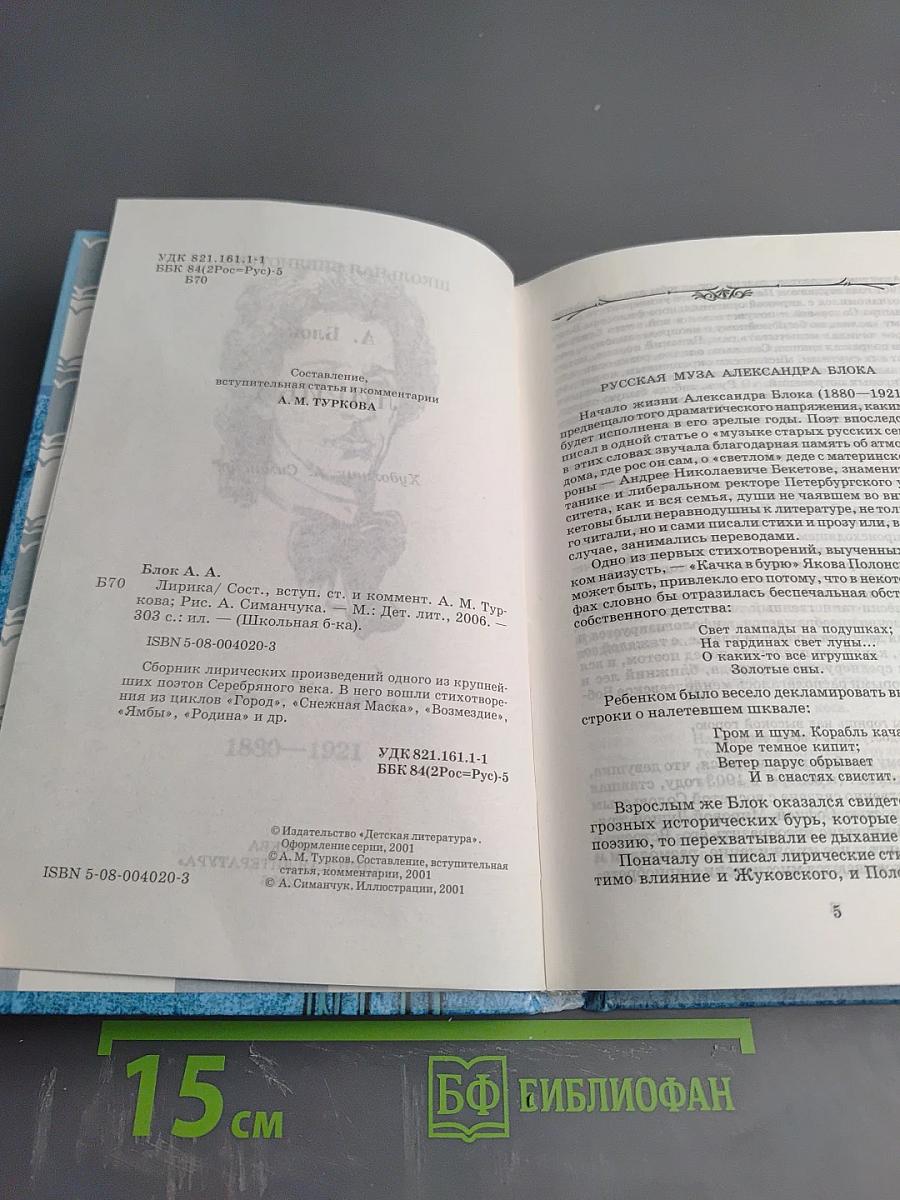 УДК 821.161.1-1
ББК 84(2Рос=Рус)-5
Б70
Составление,
вступительная статья и комментарии
А. М. ТУРКОВА
Блок А. А.
Б70 Лирика/ Сост., вступ. ст. и коммент. А. М. Тур-
кова; Рис. А. Симанчука. — М.: Дет. лит., 2006. —
303 с.: ил. — (Школьная б-ка).
ISBN 5-08-004020-3
Сборник лирических произведений одного из крупней-
ших поэтов Серебряного века. В него вошли стихотворе-
ния из циклов «Город», «Снежная Маска», «Возмездие»,
«Ямбы», «Родина» и др.
УДК 821.161.1-1
ББК 84(2Рос=Рус)-5
© Издательство «Детская литература».
Оформление серии, 2001
© А. М. Турков. Составление, вступительная
статья, комментарии, 2001
© А. Симанчук. Иллюстрации, 2001
ISBN 5-08-004020-3
РУССКАЯ МУЗА АЛЕКСАНДРА БЛОКА
Начало жизни Александра Блока (1880—1921
предвещало того драматического напряжения, каким
будет исполнена в его зрелые годы. Поэт впоследс
писал в одной статье о «музыке старых русских сем
в этих словах звучала благодарная память об атмо
дома, где рос он сам, о «светлом» деде с материнско
роны — Андрее Николаевиче Бекетове, знаменит
танике и либеральном ректоре Петербургского у
ситета, как и вся семья, души не чаявшем во вн
кетовы были неравнодушны к литературе, не толь
го читали, но и сами писали стихи и прозу или, в
случае, занимались переводами.
Одно из первых стихотворений, выученных
ком наизусть, — «Качка в бурю» Якова Полонс
может быть, привлекло его потому, что в некото
фах словно бы отразилась беспечальная обст
собственного детства:
Свет лампады на подушках;
На гардинах свет луны...
О каких-то все игрушках
Золотые сны.
Ребенком было весело декламировать вы
строки о налетевшем шквале:
Гром и шум. Корабль кача
Море темное кипит;
Ветер парус обрывает
И в снастях свистит.
Взрослым же Блок оказался свидет
грозных исторических бурь, которые
поэзию, то перехватывали ее дыхание
Поначалу он писал лирические сти
тимо влияние и Жуковского, и Поло
5
15 см
БФ БИБЛИОФАН